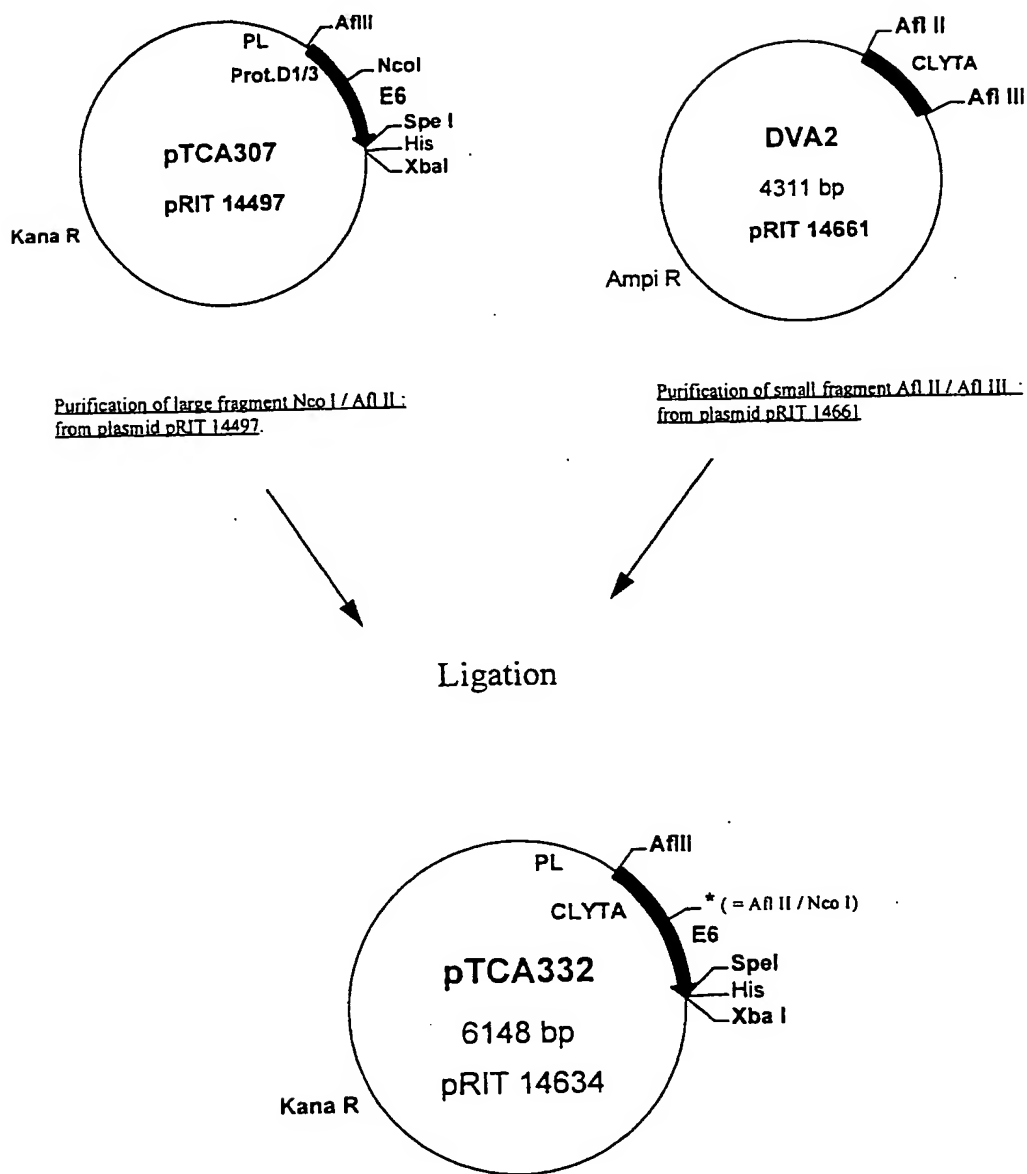 AflII
PL
Prot.D1/3
NcoI
E6
Spe I
His
XbaI
pTCA307
pRIT 14497
Kana R
Afl II
CLYTA
Afl III
DVA2
4311 bp
pRIT 14661
Ampi R
Purification of large fragment Nco I / Afl II :
from plasmid pRIT 14497.
Purification of small fragment Afl II / Afl III :
from plasmid pRIT 14661
Ligation
AflII
PL
CLYTA
* ( = Afl II / Nco I)
E6
SpeI
His
Xba I
pTCA332
6148 bp
pRIT 14634
Kana R